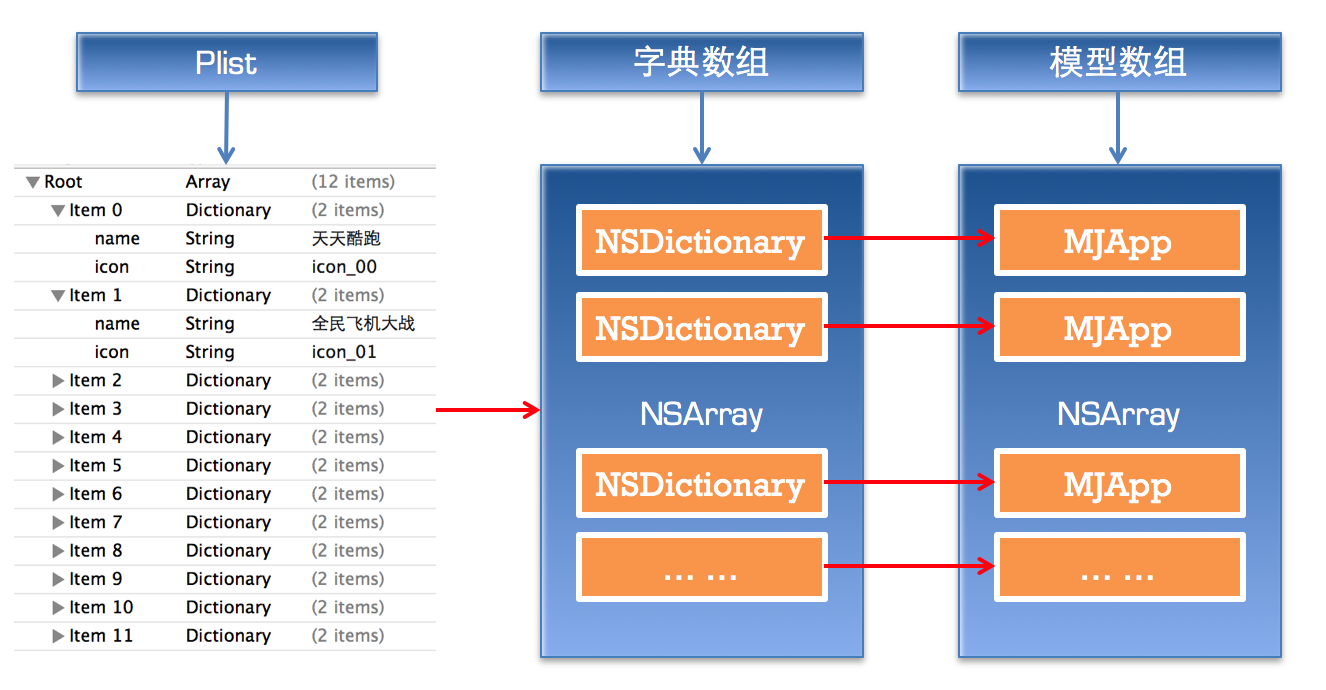 Plist
字典数组
模型数组
Root Array (12 items)
Item 0 Dictionary (2 items)
name String 天天酷跑
icon String icon_00
Item 1 Dictionary (2 items)
name String 全民飞机大战
icon String icon_01
Item 2 Dictionary (2 items)
Item 3 Dictionary (2 items)
Item 4 Dictionary (2 items)
Item 5 Dictionary (2 items)
Item 6 Dictionary (2 items)
Item 7 Dictionary (2 items)
Item 8 Dictionary (2 items)
Item 9 Dictionary (2 items)
Item 10 Dictionary (2 items)
Item 11 Dictionary (2 items)
NSDictionary
NSDictionary
NSArray
NSDictionary
... ...
MJApp
MJApp
NSArray
MJApp
... ...